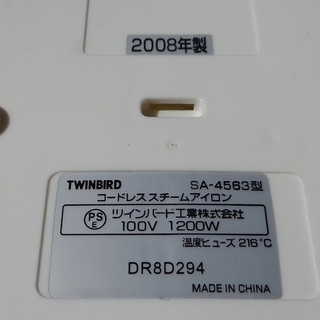 2008年製
TWINBIRD SA-4563型
コードレススチームアイロン
PS E ツインバード工業株式会社
100V 1200W
温度ヒューズ 216°C
DR8D294
MADE IN CHINA